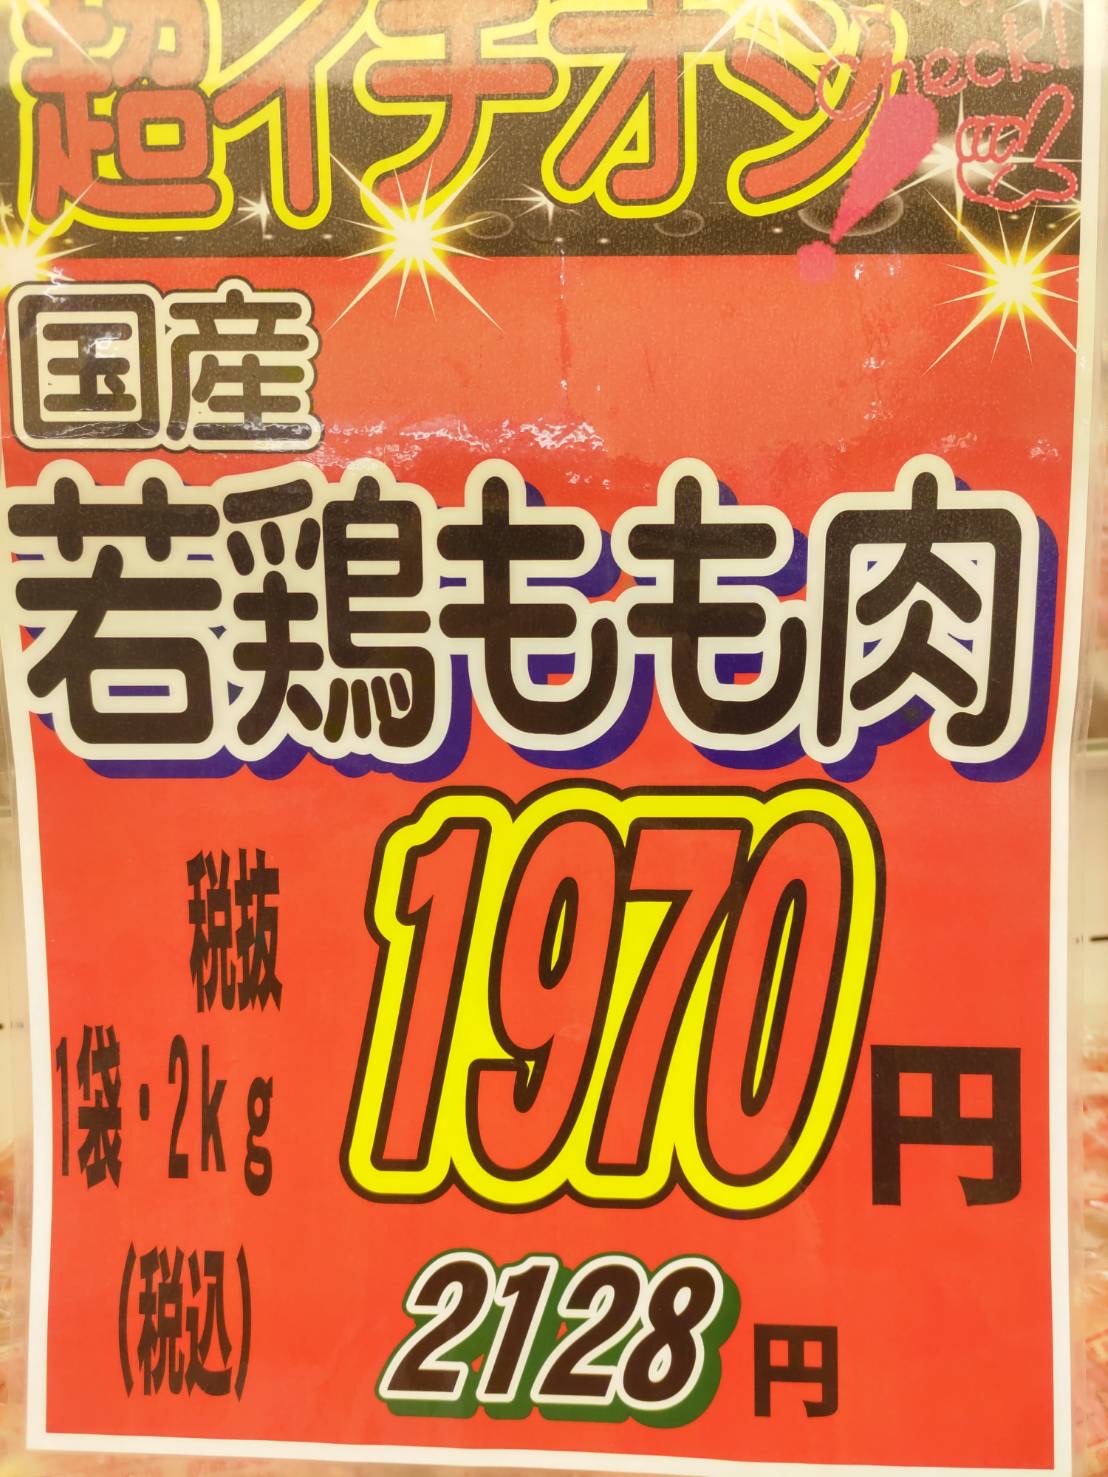 超イチオシ
Check!
国産
若鶏もも肉
税抜
1袋・2kg
1970円
(税込)
2128円